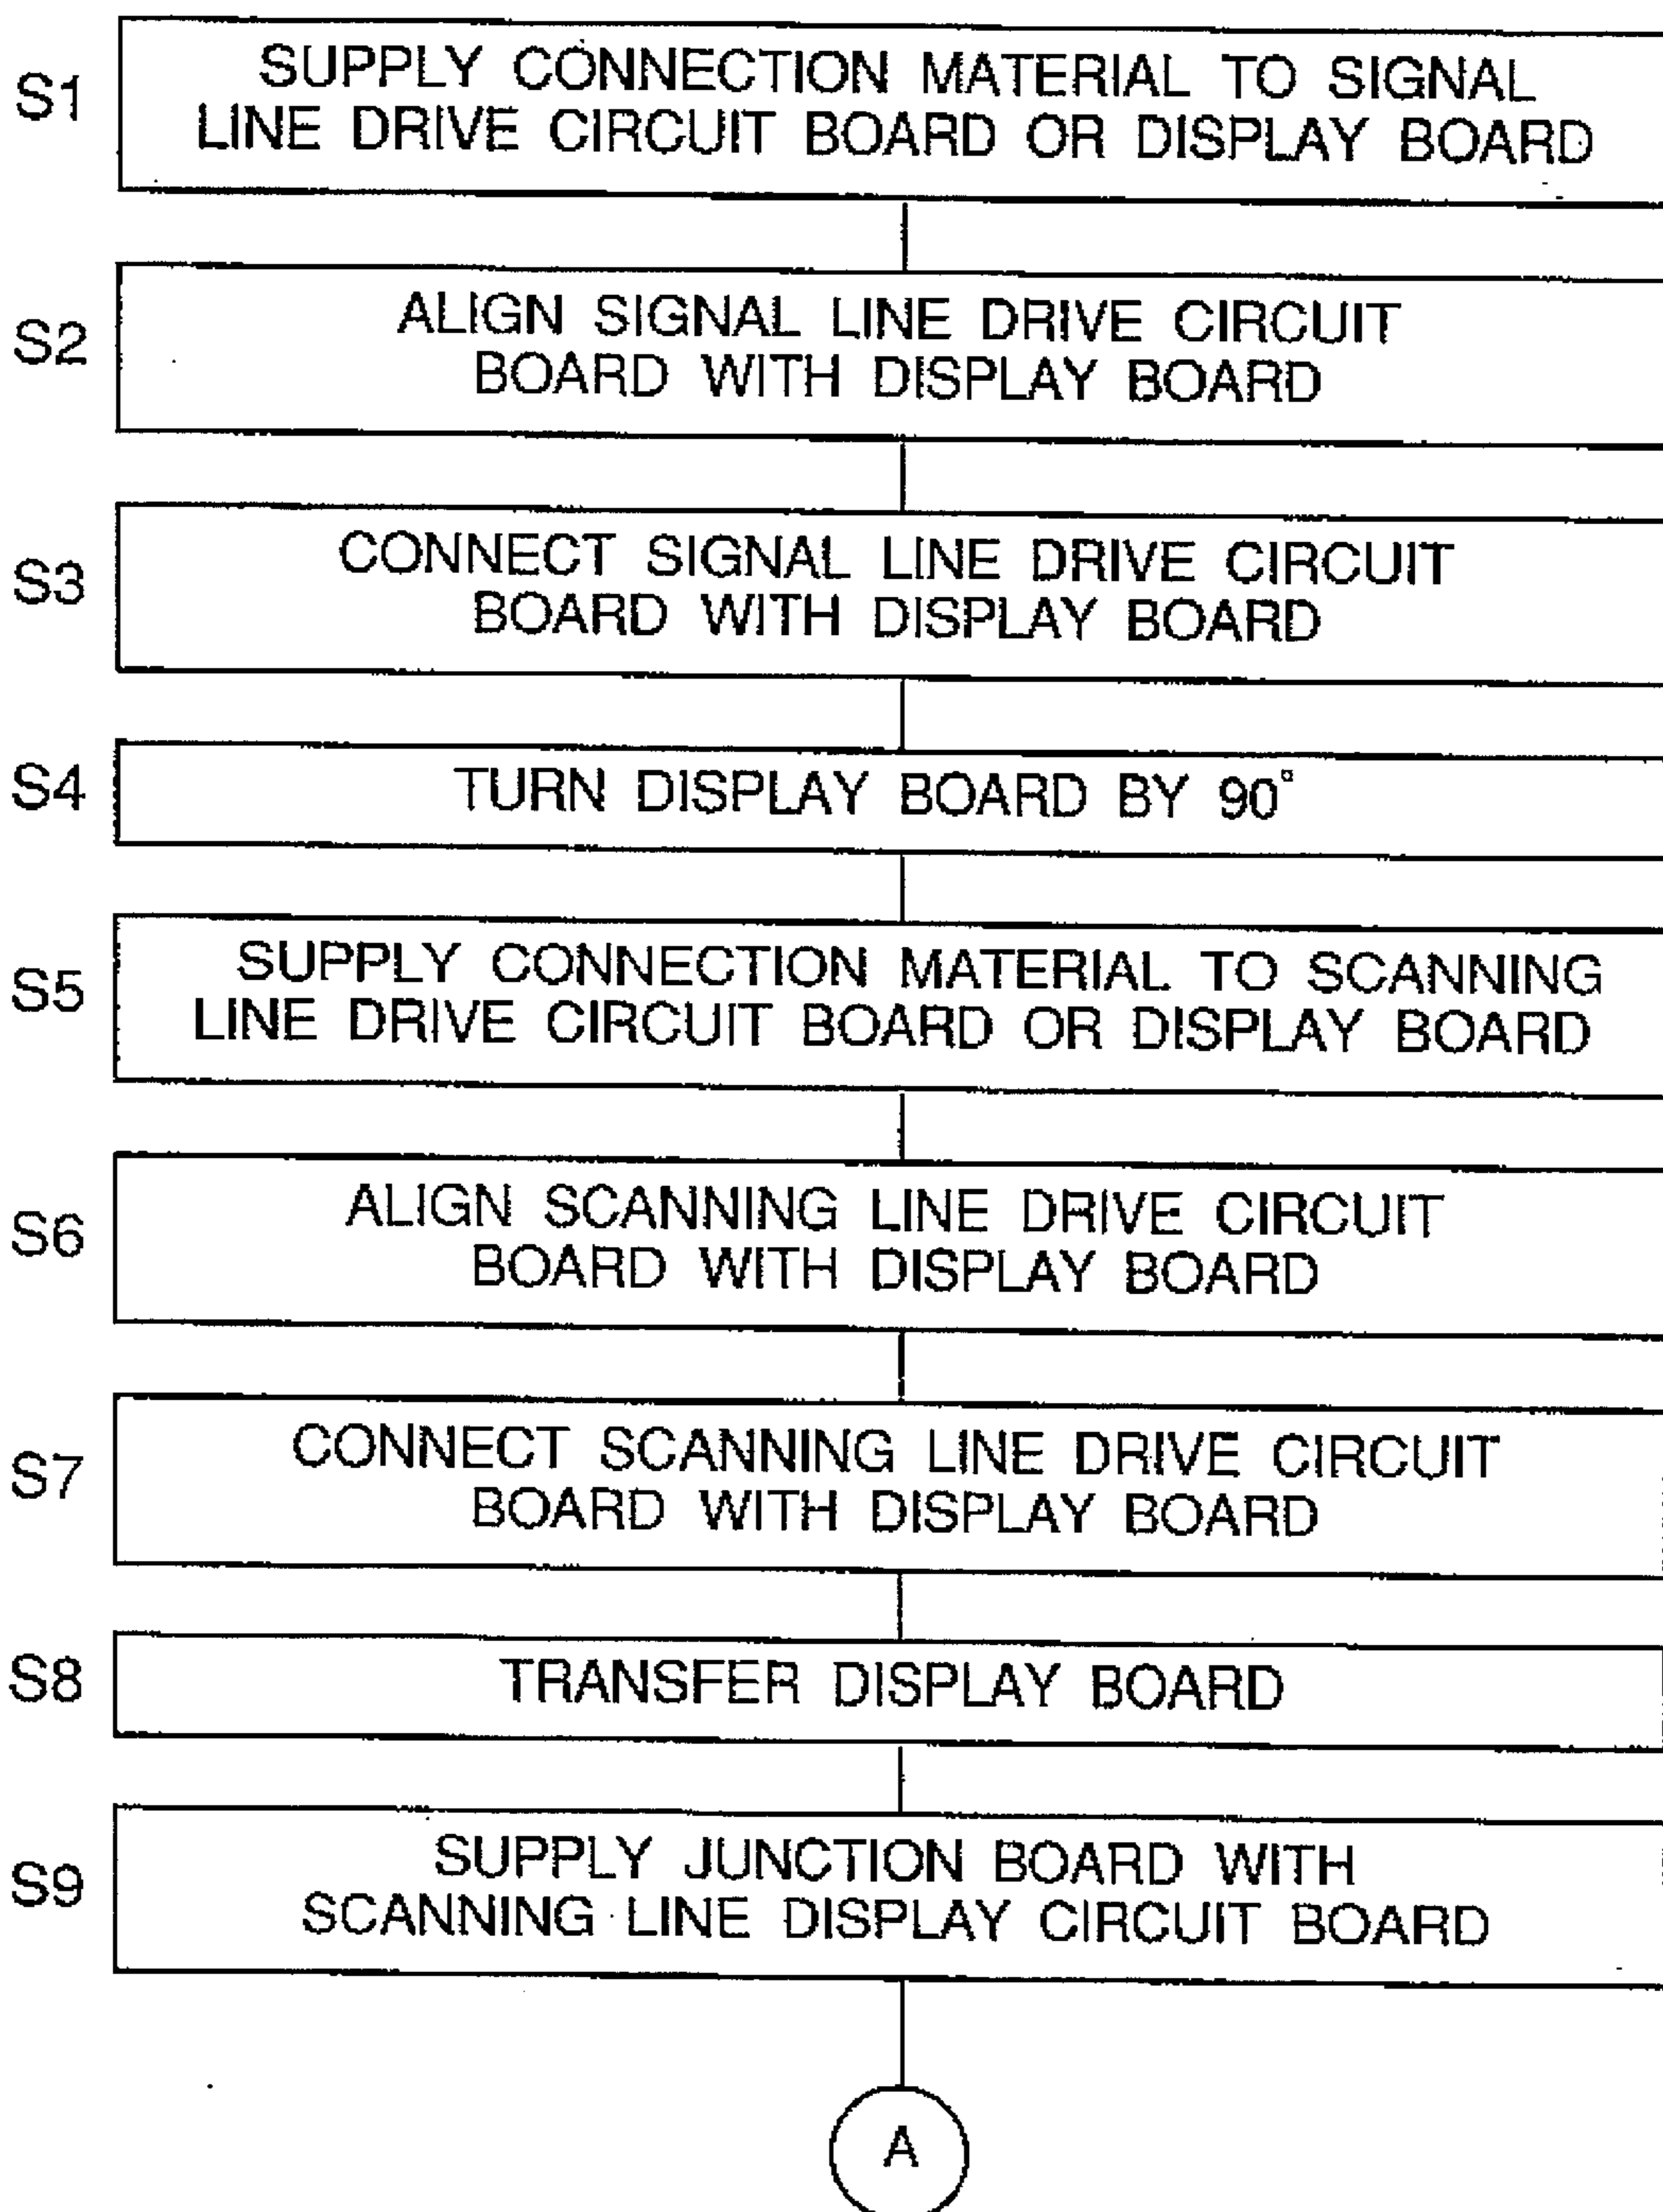 S1
SUPPLY CONNECTION MATERIAL TO SIGNAL
LINE DRIVE CIRCUIT BOARD OR DISPLAY BOARD
S2
ALIGN SIGNAL LINE DRIVE CIRCUIT
BOARD WITH DISPLAY BOARD
S3
CONNECT SIGNAL LINE DRIVE CIRCUIT
BOARD WITH DISPLAY BOARD
S4
TURN DISPLAY BOARD BY 90°
S5
SUPPLY CONNECTION MATERIAL TO SCANNING
LINE DRIVE CIRCUIT BOARD OR DISPLAY BOARD
S6
ALIGN SCANNING LINE DRIVE CIRCUIT
BOARD WITH DISPLAY BOARD
S7
CONNECT SCANNING LINE DRIVE CIRCUIT
BOARD WITH DISPLAY BOARD
S8
TRANSFER DISPLAY BOARD
S9
SUPPLY JUNCTION BOARD WITH
SCANNING LINE DISPLAY CIRCUIT BOARD
A